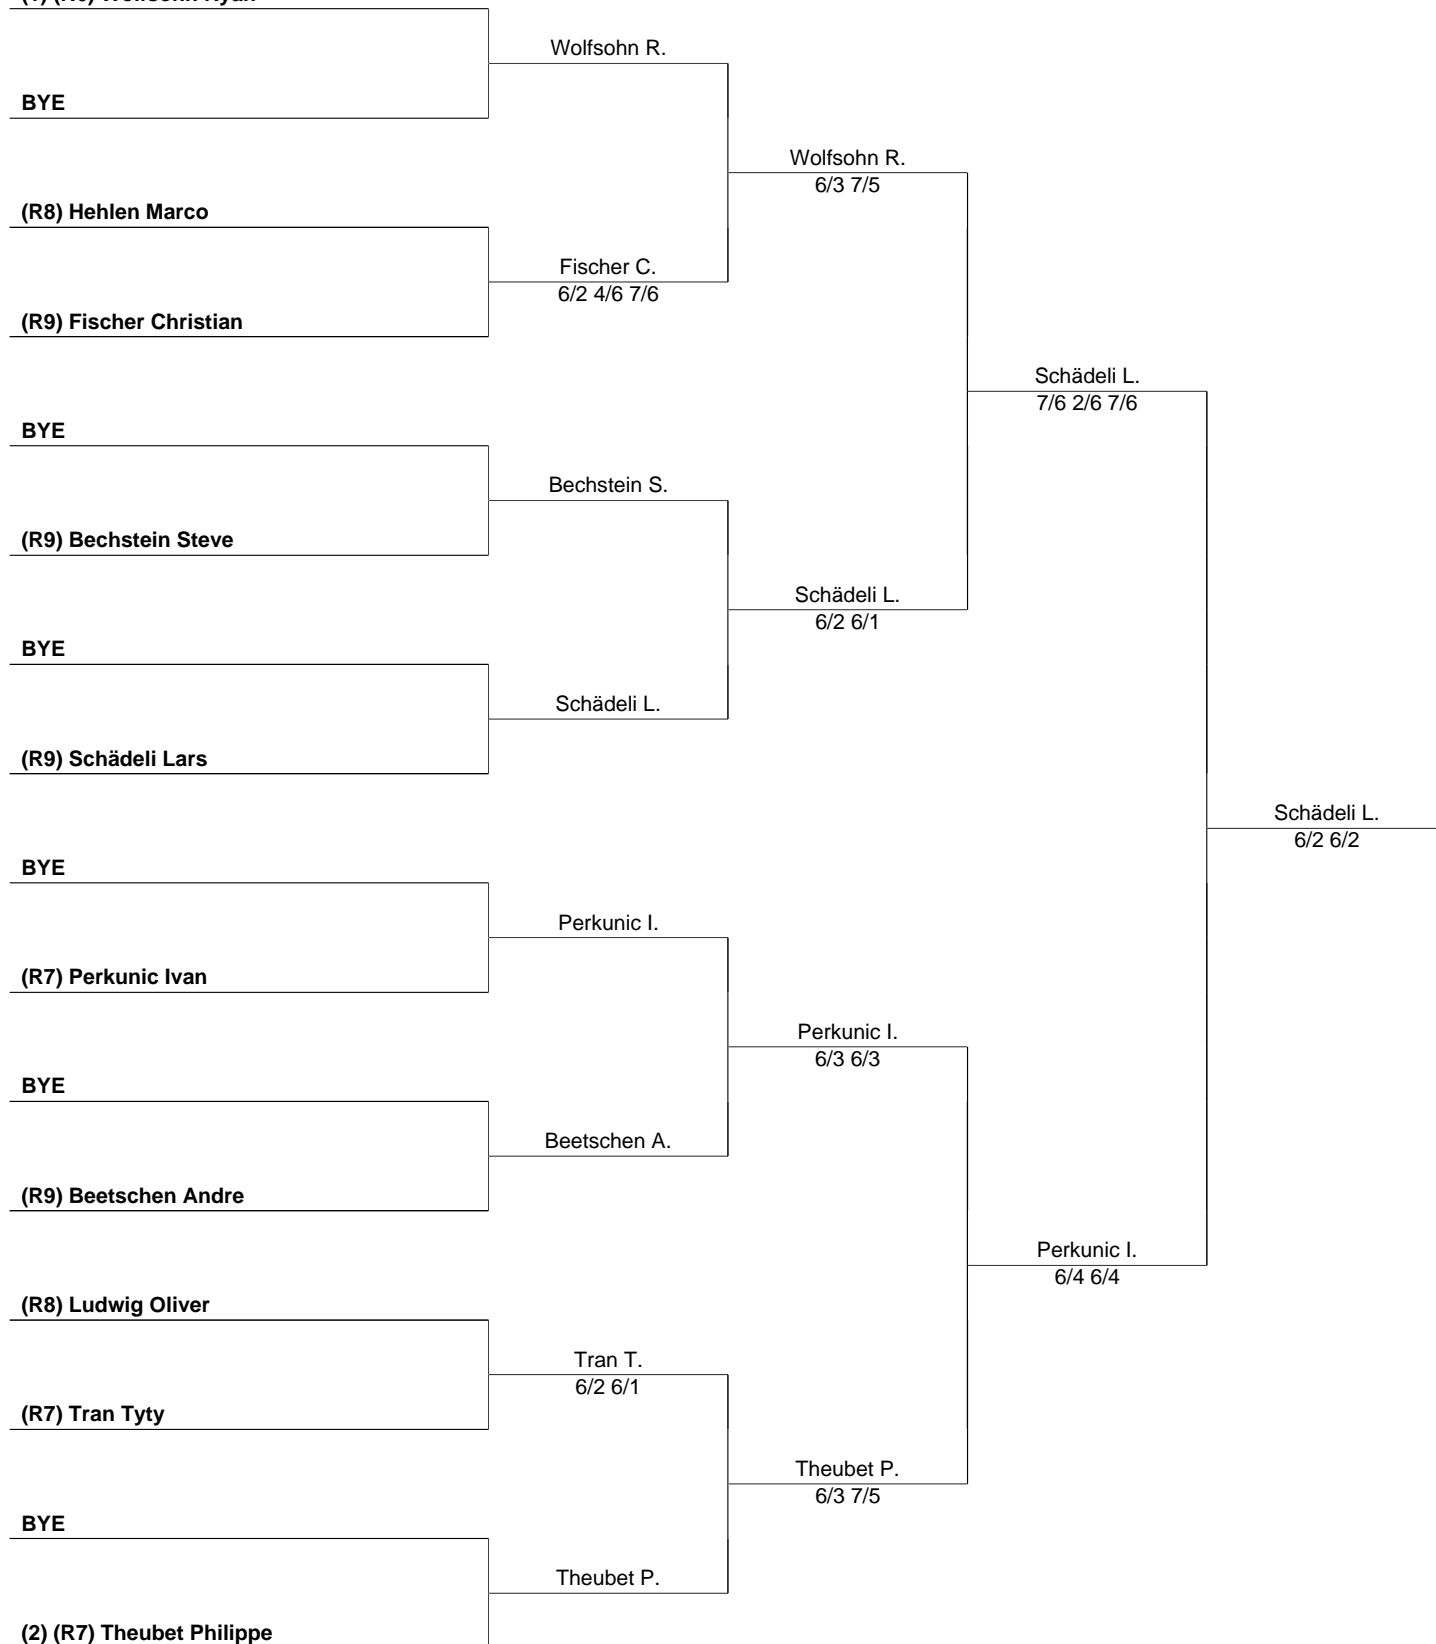 Wolfsohn R.
BYE
Wolfsohn R.
6/3 7/5
(R8) Hehlen Marco
Fischer C.
6/2 4/6 7/6
(R9) Fischer Christian
Schädeli L.
7/6 2/6 7/6
BYE
Bechstein S.
(R9) Bechstein Steve
Schädeli L.
6/2 6/1
BYE
Schädeli L.
(R9) Schädeli Lars
Schädeli L.
6/2 6/2
BYE
Perkunic I.
(R7) Perkunic Ivan
Perkunic I.
6/3 6/3
BYE
Beetschen A.
(R9) Beetschen Andre
Perkunic I.
6/4 6/4
(R8) Ludwig Oliver
Tran T.
6/2 6/1
(R7) Tran Tyty
Theubet P.
6/3 7/5
BYE
Theubet P.
(2) (R7) Theubet Philippe